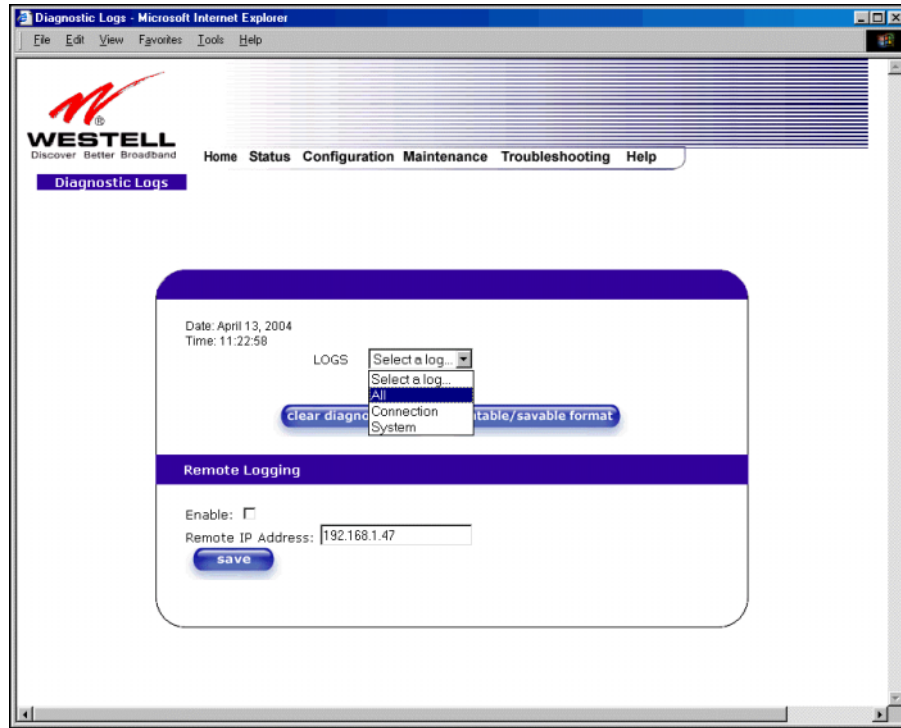 Diagnostic Logs - Microsoft Internet Explorer
File Edit View Favorites Tools Help
®
WESTELL
Discover Better Broadband
Home Status Configuration Maintenance Troubleshooting Help
Diagnostic Logs
Date: April 13, 2004
Time: 11:22:58
LOGS Select a log...
Select a log...
All
Connection
System
clear diagno
table/savable format
Remote Logging
Enable:
Remote IP Address: 192.168.1.47
save